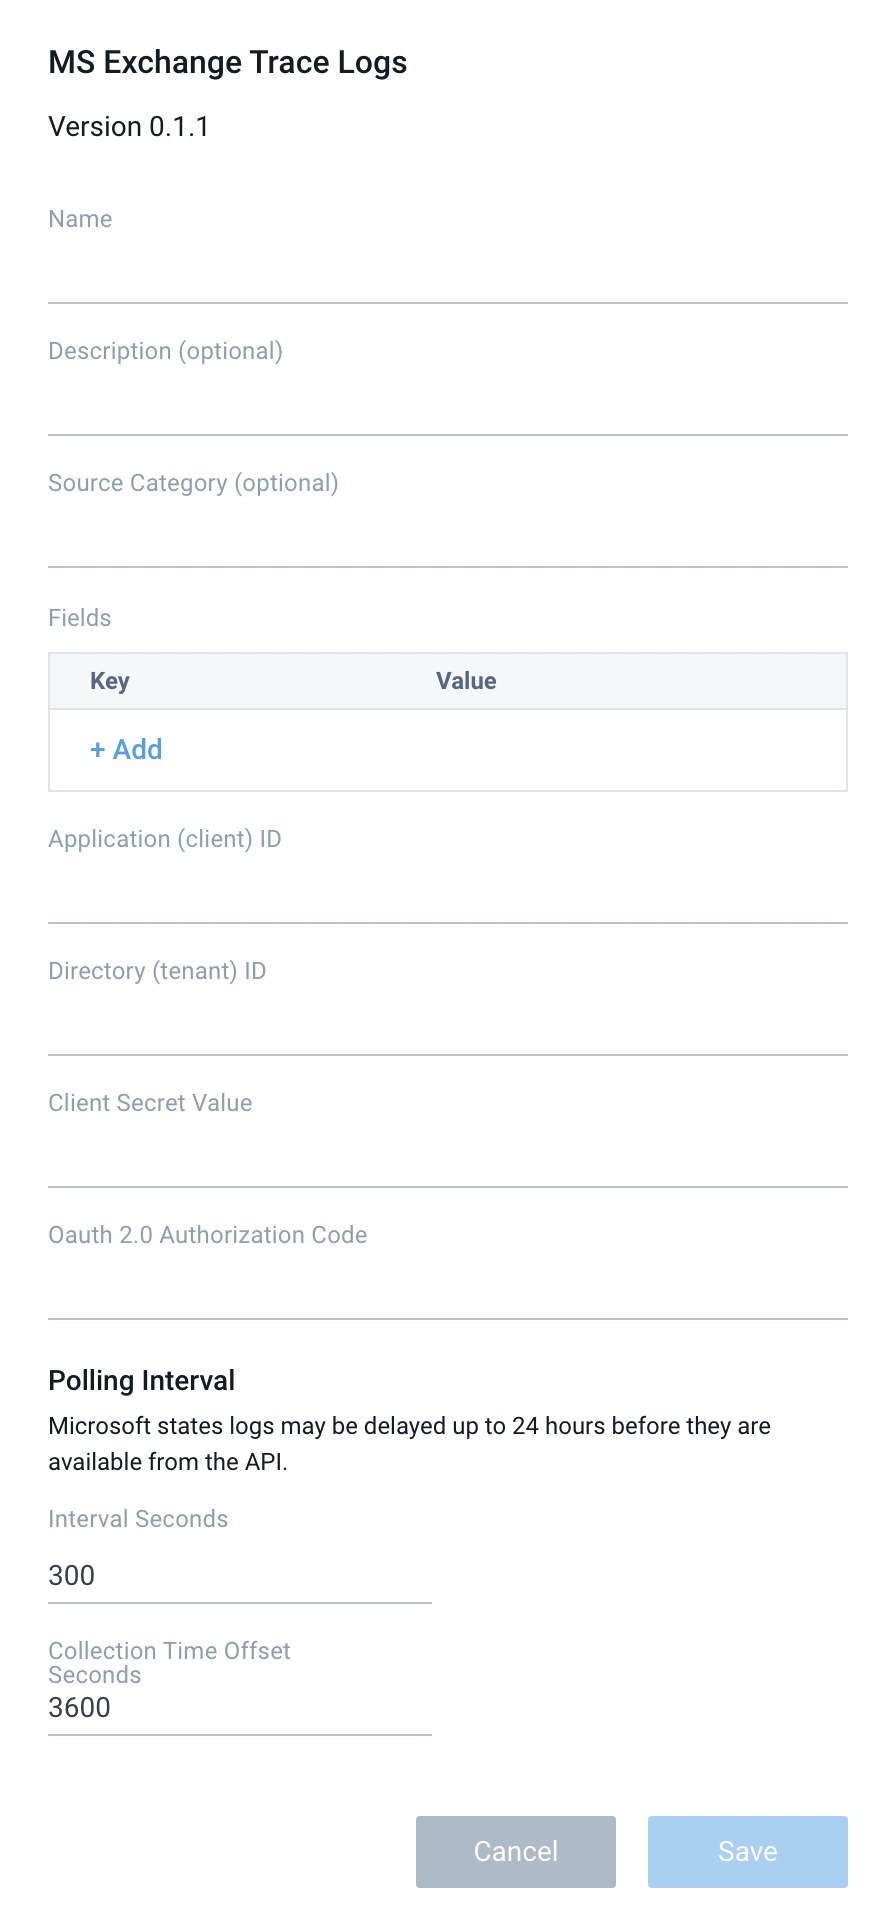 MS Exchange Trace Logs
Version 0.1.1
Name
Description (optional)
Source Category (optional)
Fields
Key Value
+ Add
Application (client) ID
Directory (tenant) ID
Client Secret Value
Oauth 2.0 Authorization Code
Polling Interval
Microsoft states logs may be delayed up to 24 hours before they are
available from the API.
Interval Seconds
300
Collection Time Offset
Seconds
3600
Cancel Save